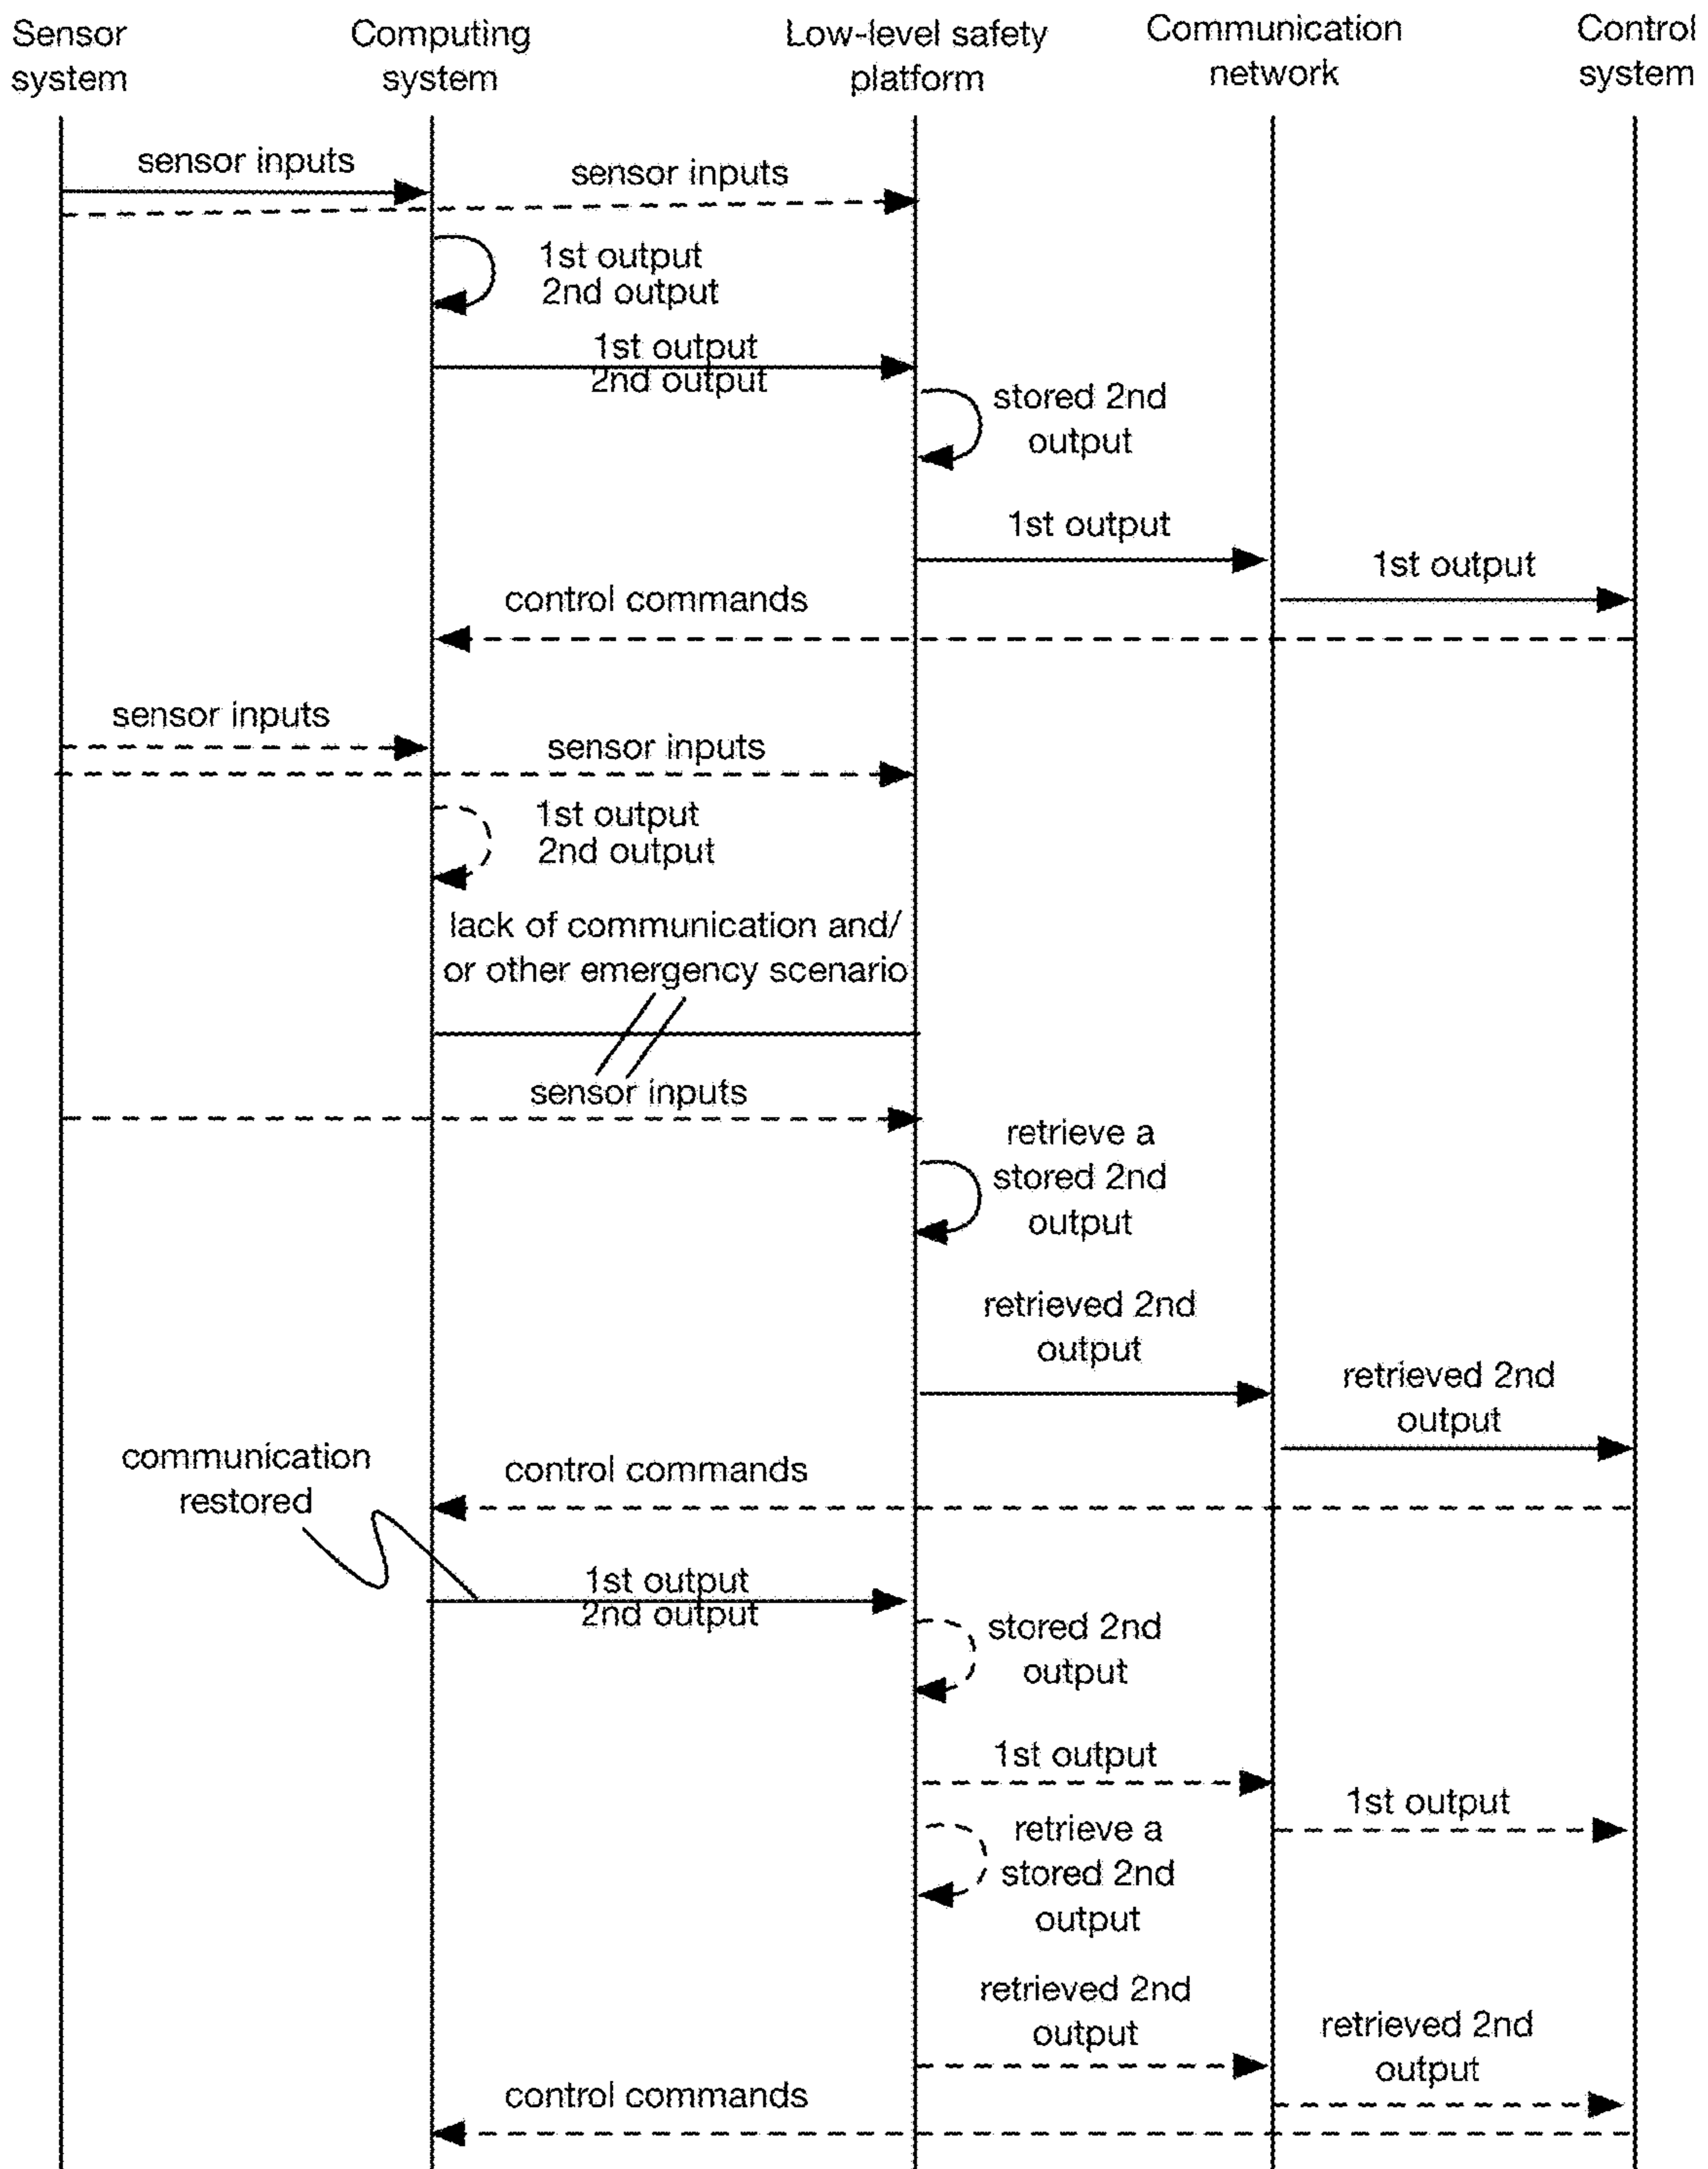 Sensor
system
Computing
system
Low-level safety
platform
Communication
network
Control
system
sensor inputs
sensor inputs
1st output
2nd output
1st output
2nd output
stored 2nd
output
1st output
1st output
control commands
sensor inputs
sensor inputs
1st output
2nd output
lack of communication and/
or other emergency scenario
sensor inputs
retrieve a
stored 2nd
output
retrieved 2nd
output
retrieved 2nd
output
communication
restored
control commands
1st output
2nd output
stored 2nd
output
1st output
1st output
retrieve a
stored 2nd
output
retrieved 2nd
output
retrieved 2nd
output
control commands